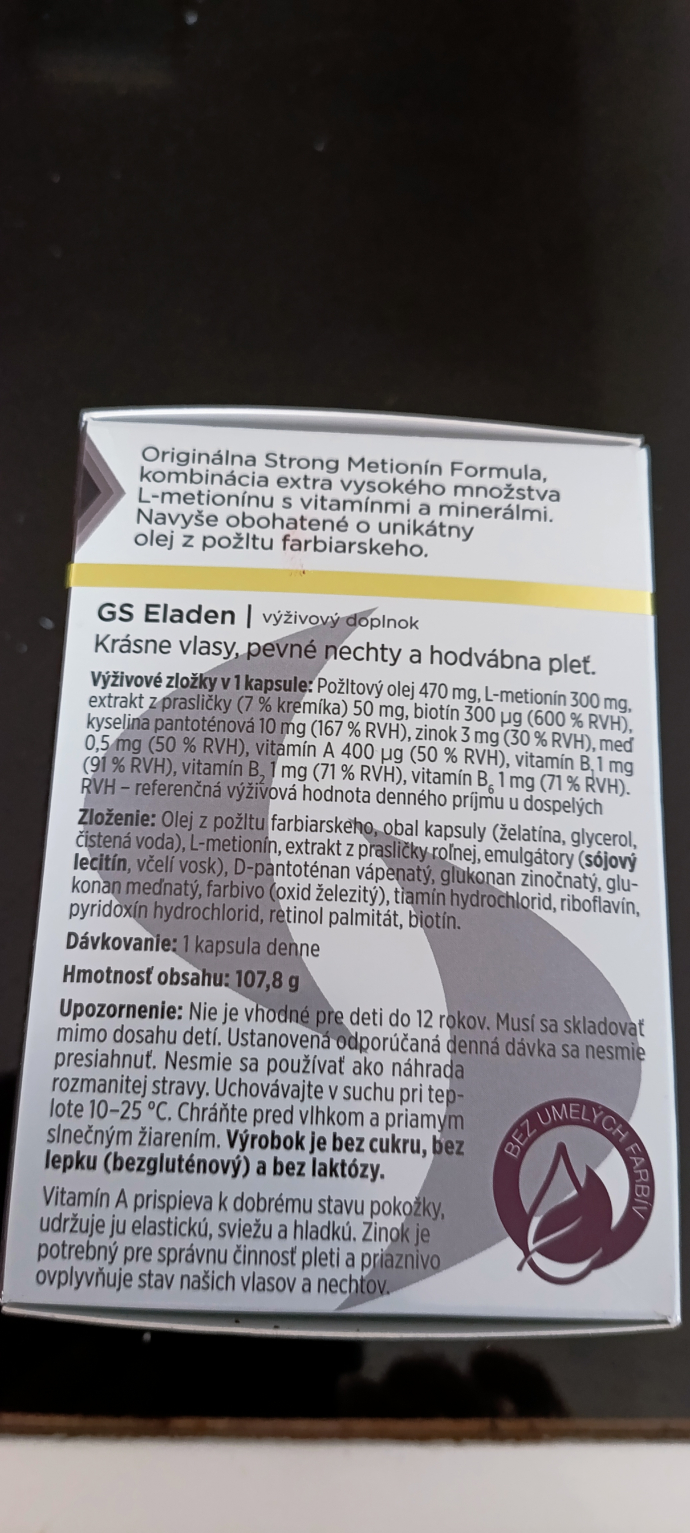 Originálna Strong Metionín Formula,
kombinácia extra vysokého množstva
L-metionínu s vitamínmi a minerálmi.
Navyše obohatené o unikátny
olej z požltu farbiarskeho.
GS Eladen | výživový doplnok
Krásne vlasy, pevné nechty a hodvábna pleť.
Výživové zložky v 1 kapsule: Požltový olej 470 mg, L-metionín 300 mg,
extrakt z prasličky (7 % kremíka) 50 mg, biotín 300 µg (600 % RVH),
kyselina pantoténová 10 mg (167 % RVH), zinok 3 mg (30 % RVH), meď
0,5 mg (50 % RVH), vitamín A 400 µg (50 % RVH), vitamín B₁ 1 mg
(91 % RVH), vitamín B₂ 1 mg (71 % RVH), vitamín B₆ 1 mg (71 % RVH).
RVH – referenčná výživová hodnota denného príjmu u dospelých
Zloženie: Olej z požltu farbiarskeho, obal kapsuly (želatína, glycerol,
čistená voda), L-metionín, extrakt z prasličky roľnej, emulgátory (sójový
lecitín, včelí vosk), D-pantoténan vápenatý, glukonan zinočnatý, glu-
konan meďnatý, farbivo (oxid železitý), tiamín hydrochlorid, riboflavín,
pyridoxín hydrochlorid, retinol palmitát, biotín.
Dávkovanie: 1 kapsula denne
Hmotnosť obsahu: 107,8 g
Upozornenie: Nie je vhodné pre deti do 12 rokov. Musí sa skladovať
mimo dosahu detí. Ustanovená odporúčaná denná dávka sa nesmie
presiahnuť. Nesmie sa používať ako náhrada
rozmanitej stravy. Uchovávajte v suchu pri tep-
lote 10–25 °C. Chráňte pred vlhkom a priamym
slnečným žiarením. Výrobok je bez cukru, bez
lepku (bezgluténový) a bez laktózy.
BEZ UMELÝCH FARBÍV
Vitamín A prispieva k dobrému stavu pokožky,
udržuje ju elastickú, sviežu a hladkú. Zinok je
potrebný pre správnu činnosť pleti a priaznivo
ovplyvňuje stav našich vlasov a nechtov.